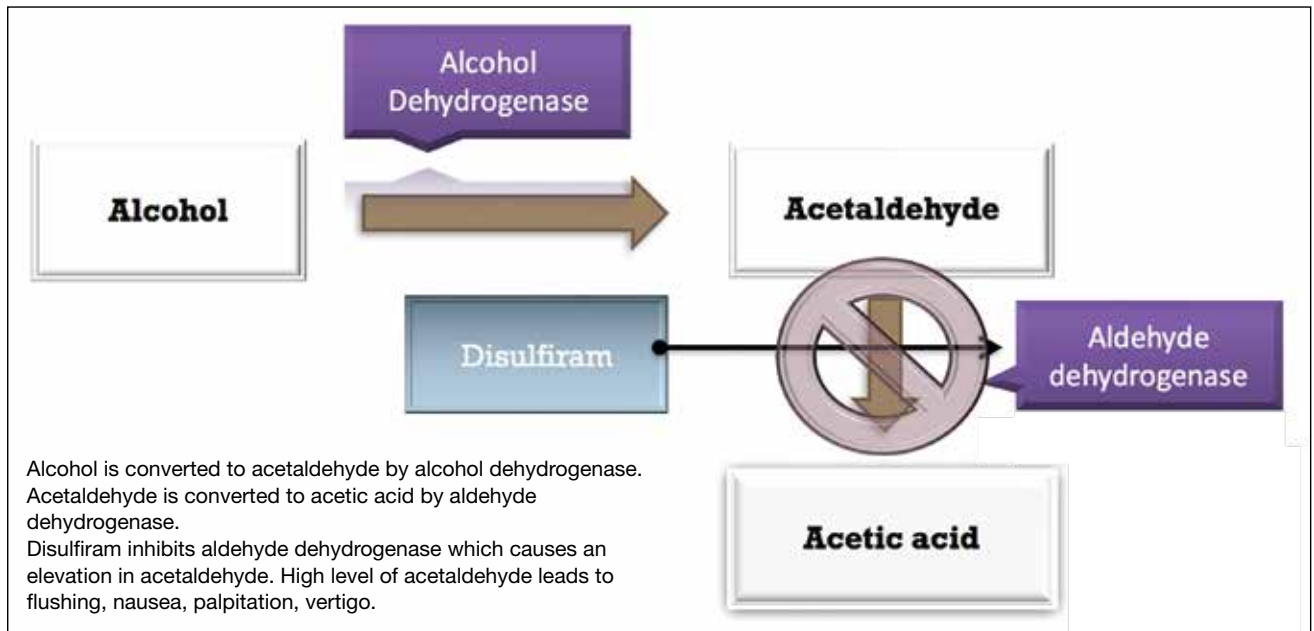 Alcohol
Dehydrogenase
Alcohol
Acetaldehyde
Disulfiram
Aldehyde
dehydrogenase
Acetic acid
Alcohol is converted to acetaldehyde by alcohol dehydrogenase.
Acetaldehyde is converted to acetic acid by aldehyde
dehydrogenase.
Disulfiram inhibits aldehyde dehydrogenase which causes an
elevation in acetaldehyde. High level of acetaldehyde leads to
flushing, nausea, palpitation, vertigo.